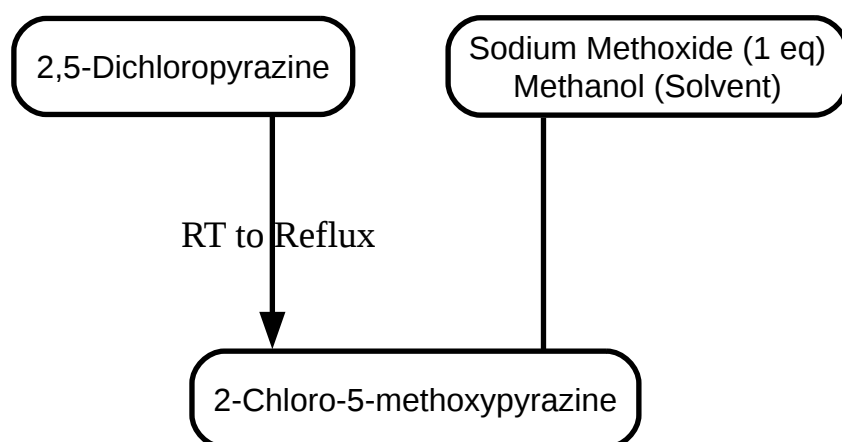 2,5-Dichloropyrazine
Sodium Methoxide (1 eq)
Methanol (Solvent)
RT to Reflux
2-Chloro-5-methoxypyrazine